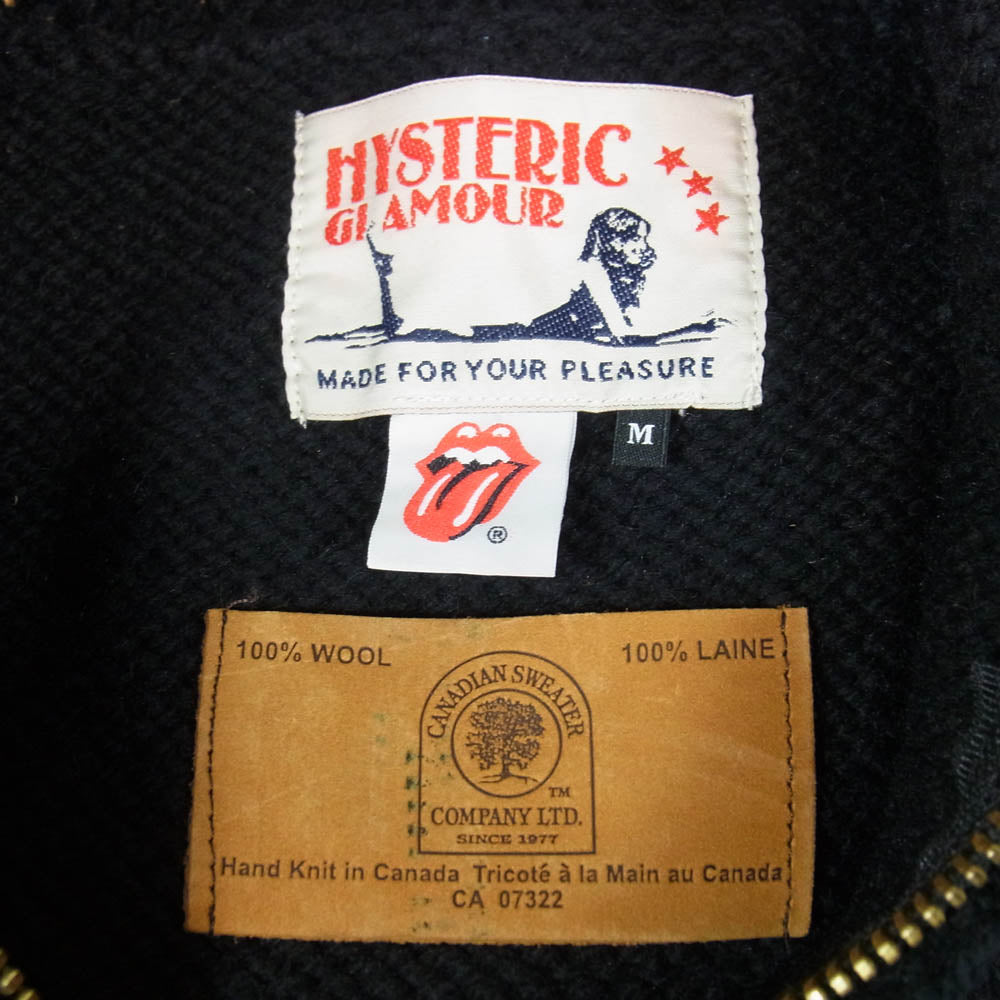 HYSTERIC
GLAMOUR
MADE FOR YOUR PLEASURE
M
®
100% WOOL
100% LAINE
CANADIAN SWEATER
TM
COMPANY LTD.
SINCE 1977
Hand Knit in Canada Tricoté à la Main au Canada
CA 07322